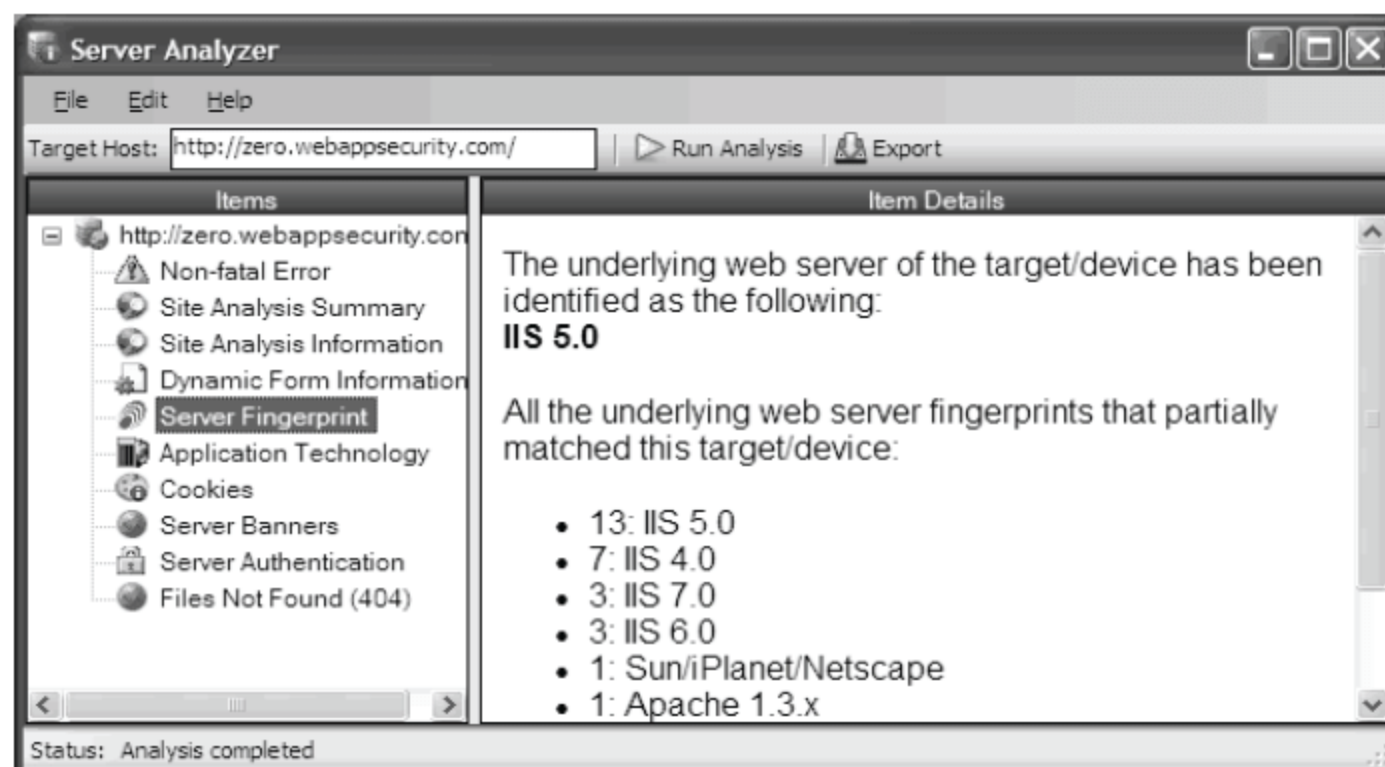 Server Analyzer
File Edit Help
Target Host: http://zero.webappsecurity.com/ Run Analysis Export
Items
http://zero.webappsecurity.con
Non-fatal Error
Site Analysis Summary
Site Analysis Information
Dynamic Form Information
Server Fingerprint
Application Technology
Cookies
Server Banners
Server Authentication
Files Not Found (404)
Item Details
The underlying web server of the target/device has been
identified as the following:
IIS 5.0
All the underlying web server fingerprints that partially
matched this target/device:
• 13: IIS 5.0
• 7: IIS 4.0
• 3: IIS 7.0
• 3: IIS 6.0
• 1: Sun/iPlanet/Netscape
• 1: Apache 1.3.x
Status: Analysis completed